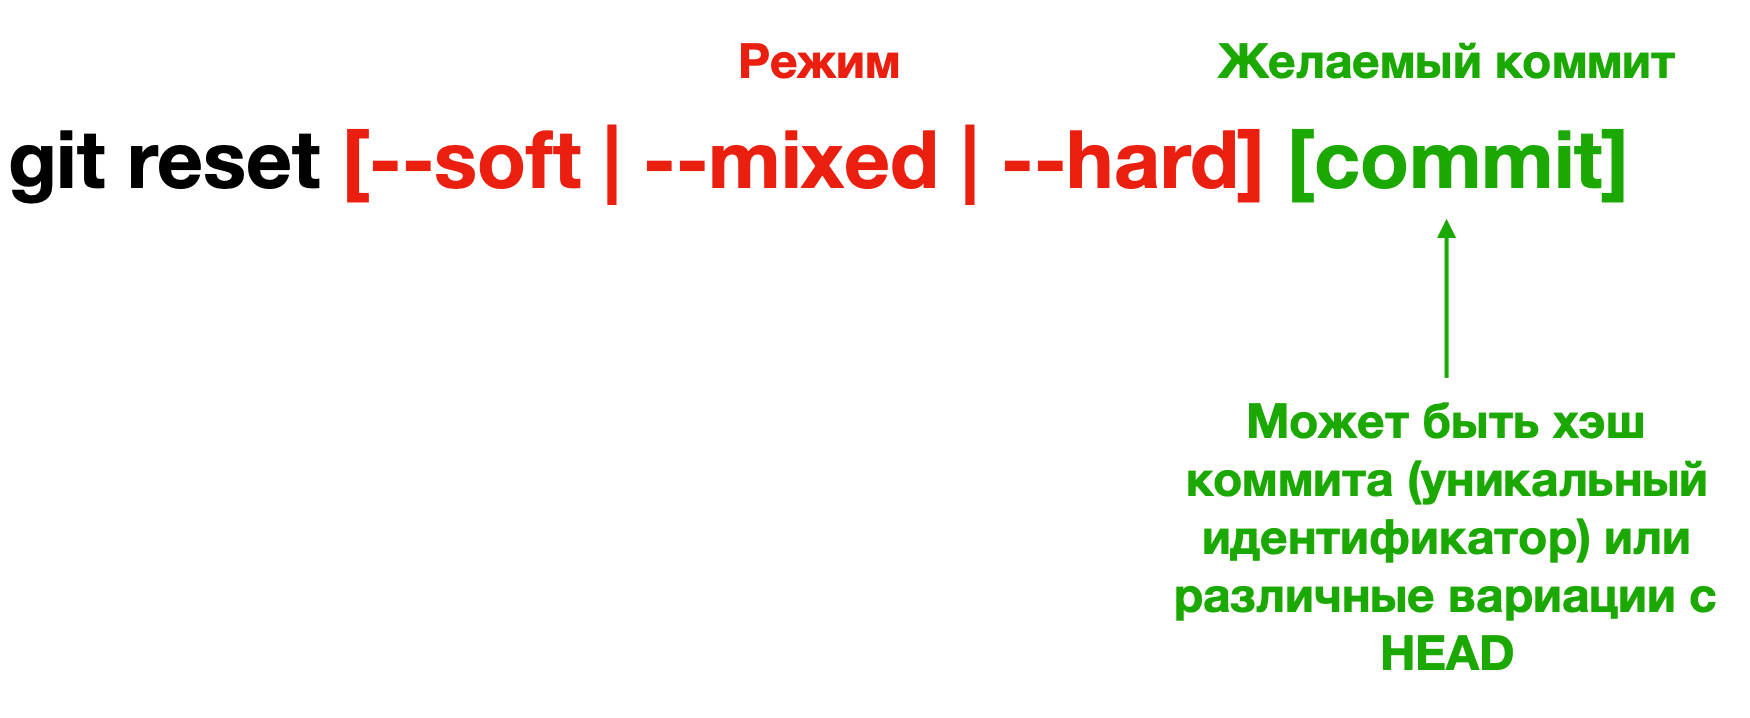 Режим
Желаемый коммит
git reset [--soft | --mixed | --hard] [commit]
Может быть хэш
коммита (уникальный
идентификатор) или
различные вариации с
HEAD